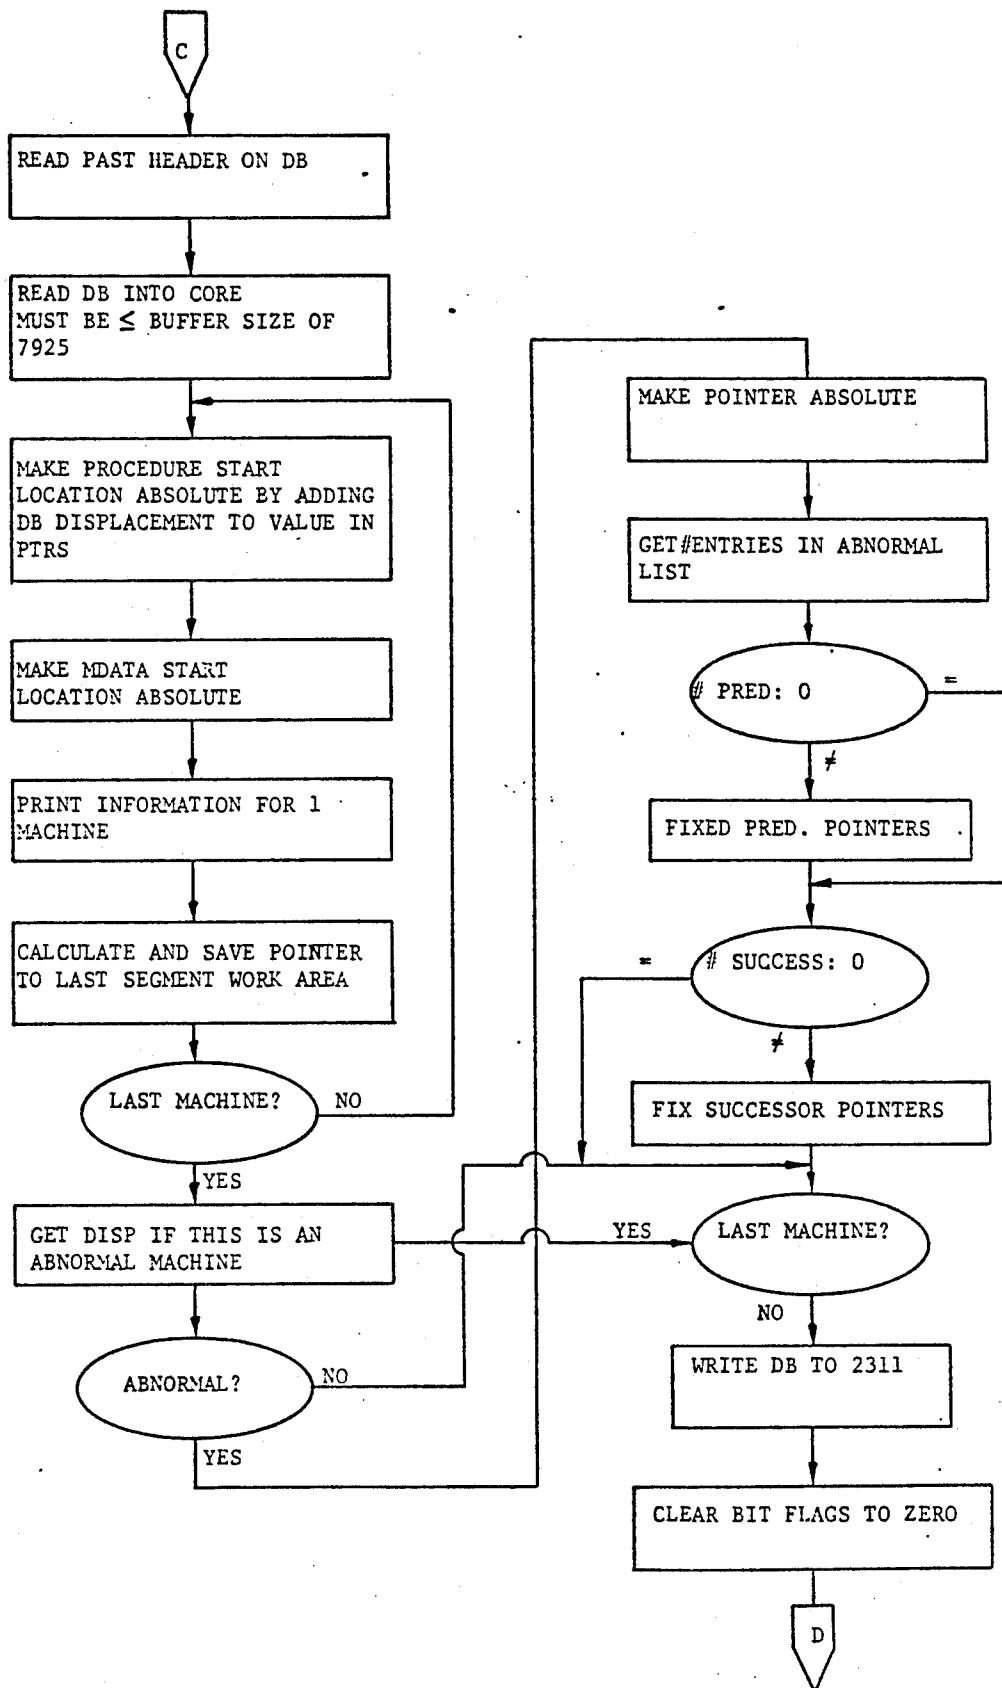 C
READ PAST HEADER ON DB
READ DB INTO CORE
MUST BE ≤ BUFFER SIZE OF
7925
MAKE PROCEDURE START
LOCATION ABSOLUTE BY ADDING
DB DISPLACEMENT TO VALUE IN
PTRS
MAKE MDATA START
LOCATION ABSOLUTE
PRINT INFORMATION FOR 1
MACHINE
CALCULATE AND SAVE POINTER
TO LAST SEGMENT WORK AREA
LAST MACHINE?
NO
YES
GET DISP IF THIS IS AN
ABNORMAL MACHINE
ABNORMAL?
NO
YES
MAKE POINTER ABSOLUTE
GET #ENTRIES IN ABNORMAL
LIST
# PRED: 0
=
≠
FIXED PRED. POINTERS
# SUCCESS: 0
=
≠
FIX SUCCESSOR POINTERS
YES
LAST MACHINE?
NO
WRITE DB TO 2311
CLEAR BIT FLAGS TO ZERO
D